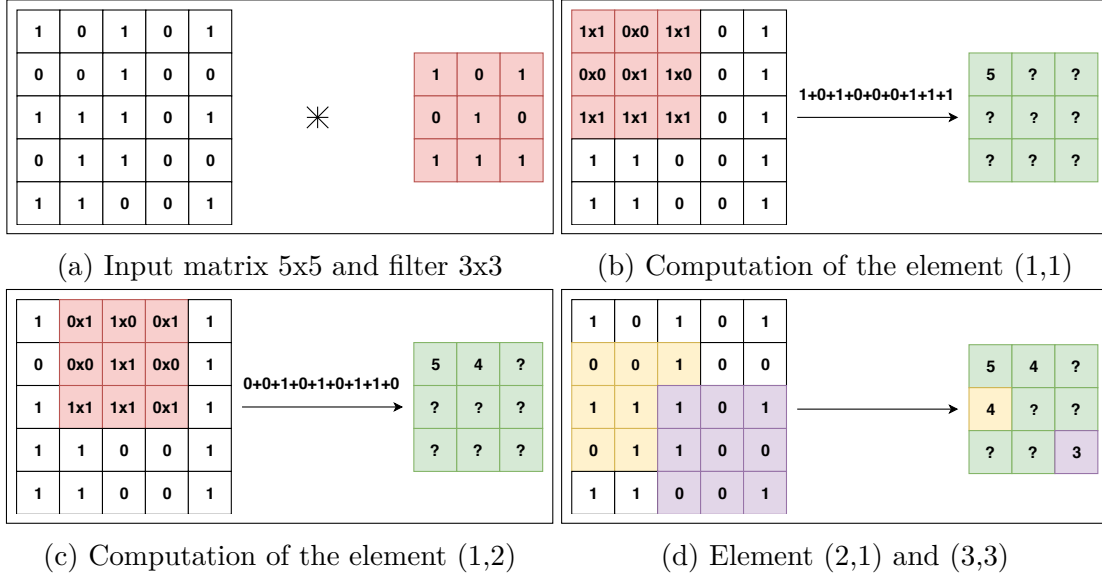 1 0 1 0 1
0 0 1 0 0
1 1 1 0 1
0 1 1 0 0
1 1 0 0 1
1 0 1
0 1 0
1 1 1
(a) Input matrix 5x5 and filter 3x3
1x1 0x0 1x1 0 1
0x0 0x1 1x0 0 1
1x1 1x1 1x1 0 1
1 1 0 0 1
1 1 0 0 1
1+0+1+0+0+0+1+1+1
5 ? ?
? ? ?
? ? ?
(b) Computation of the element (1,1)
1 0x1 1x0 0x1 1
0 0x0 1x1 0x0 1
1 1x1 1x1 0x1 1
1 1 0 0 1
1 1 0 0 1
0+0+1+0+1+0+1+1+0
5 4 ?
? ? ?
? ? ?
(c) Computation of the element (1,2)
1 0 1 0 1
0 0 1 0 0
1 1 1 0 1
0 1 1 0 0
1 1 0 0 1
5 4 ?
4 ? ?
? ? 3
(d) Element (2,1) and (3,3)